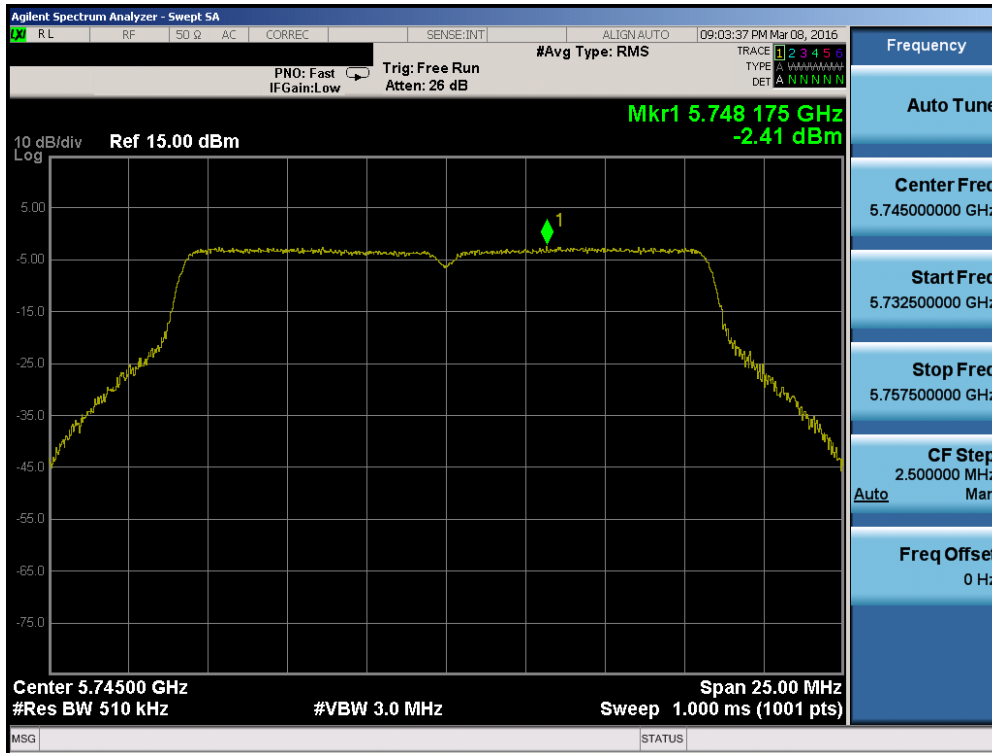 Agilent Spectrum Analyzer - Swept SA
LXI RL RF 50 Ω AC CORREC SENSE:INT ALIGN AUTO 09:03:37 PM Mar 08, 2016
#Avg Type: RMS
TRACE 1 2 3 4 5 6
TYPE A WWWWW
DET A N N N N N
PNO: Fast
IFGain:Low
Trig: Free Run
Atten: 26 dB
Mkr1 5.748 175 GHz
-2.41 dBm
10 dB/div
Log
Ref 15.00 dBm
1
5.00
-5.00
-15.0
-25.0
-35.0
-45.0
-55.0
-65.0
-75.0
Center 5.74500 GHz
Span 25.00 MHz
#Res BW 510 kHz
#VBW 3.0 MHz
Sweep 1.000 ms (1001 pts)
MSG
STATUS
Frequency
Auto Tune
Center Freq
5.745000000 GHz
Start Freq
5.732500000 GHz
Stop Freq
5.757500000 GHz
CF Step
2.500000 MHz
Auto Man
Freq Offset
0 Hz